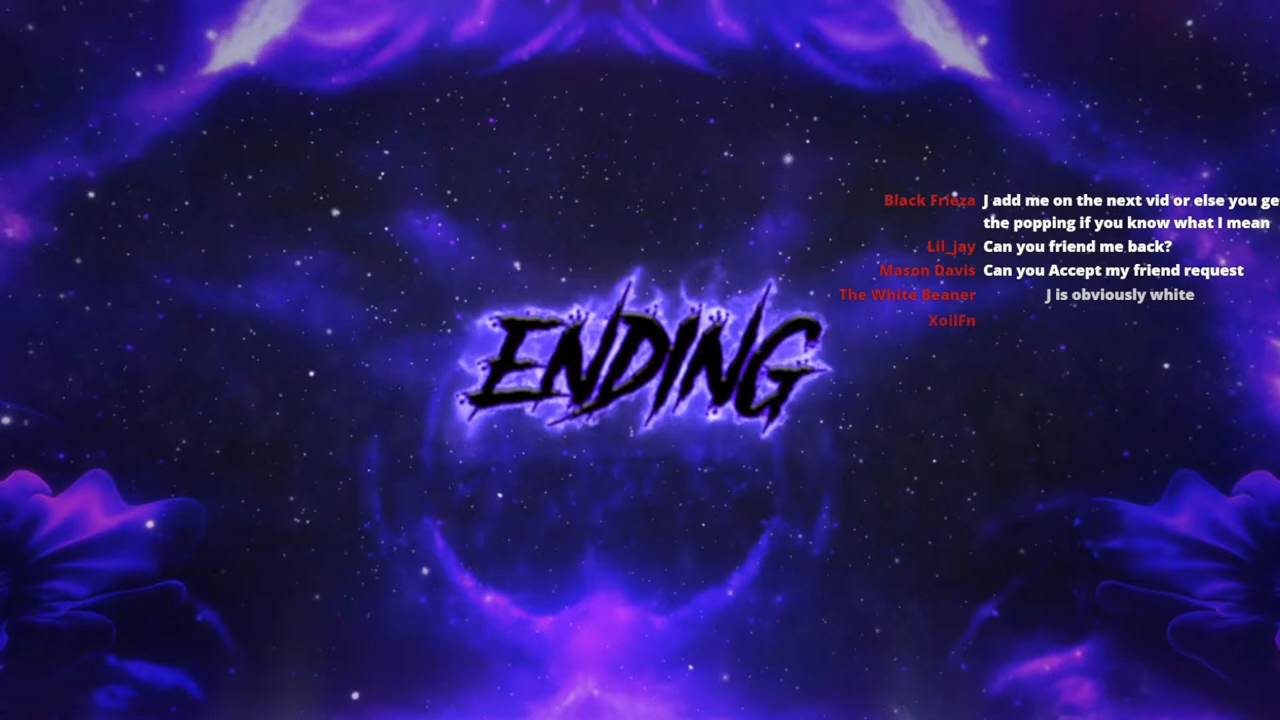 Black Frieza J add me on the next vid or else you ge
the popping if you know what I mean
Lil_jay Can you friend me back?
Mason Davis Can you Accept my friend request
The White Beaner J is obviously white
XoilFn
ENDING